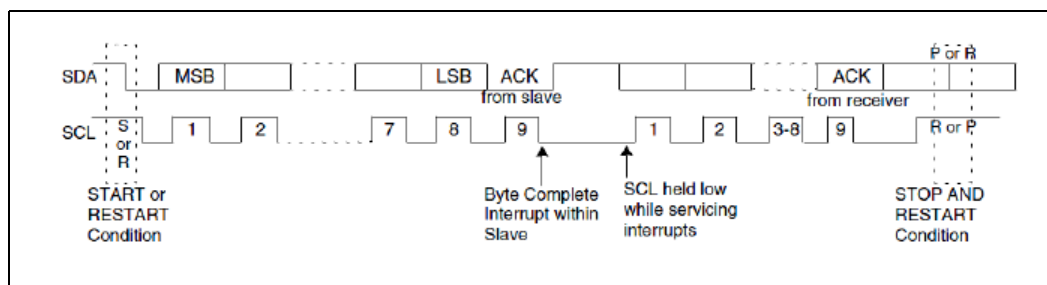 P or R
SDA MSB LSB ACK ACK
from slave from receiver
SCL S or R 1 2 7 8 9 1 2 3-8 9 R or P
START or
RESTART
Condition
Byte Complete
Interrupt within
Slave
SCL held low
while servicing
interrupts
STOP AND
RESTART
Condition